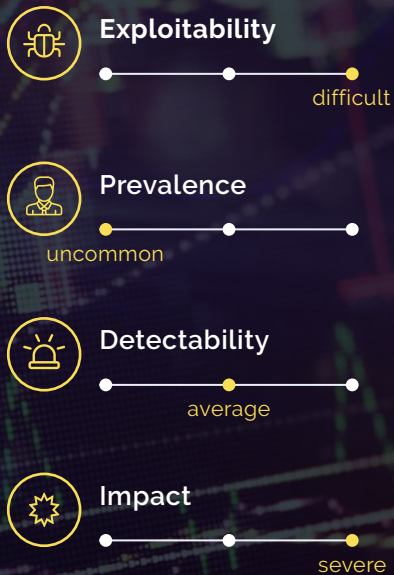 Exploitability
difficult
Prevalence
uncommon
Detectability
average
Impact
severe